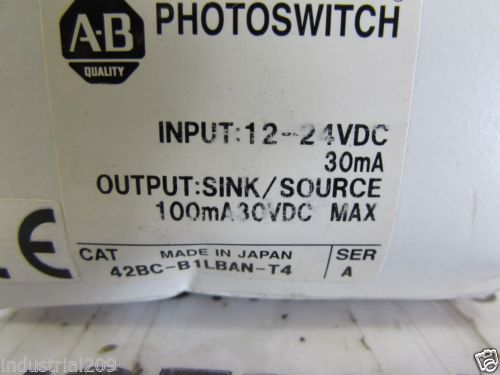 A-B
QUALITY
PHOTOSWITCH
INPUT:12-24VDC
30mA
OUTPUT:SINK/SOURCE
100mA30VDC MAX
CE
CAT MADE IN JAPAN SER
42BC-B1LBAN-T4 A
industrial209